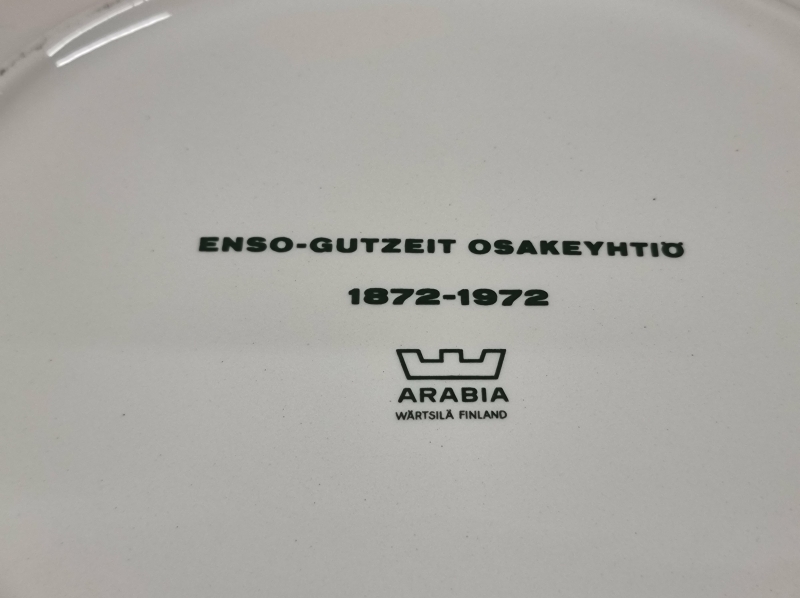 ENSO-GUTZEIT OSAKEYHTIÖ
1872-1972
ARABIA
WÄRTSILÄ FINLAND